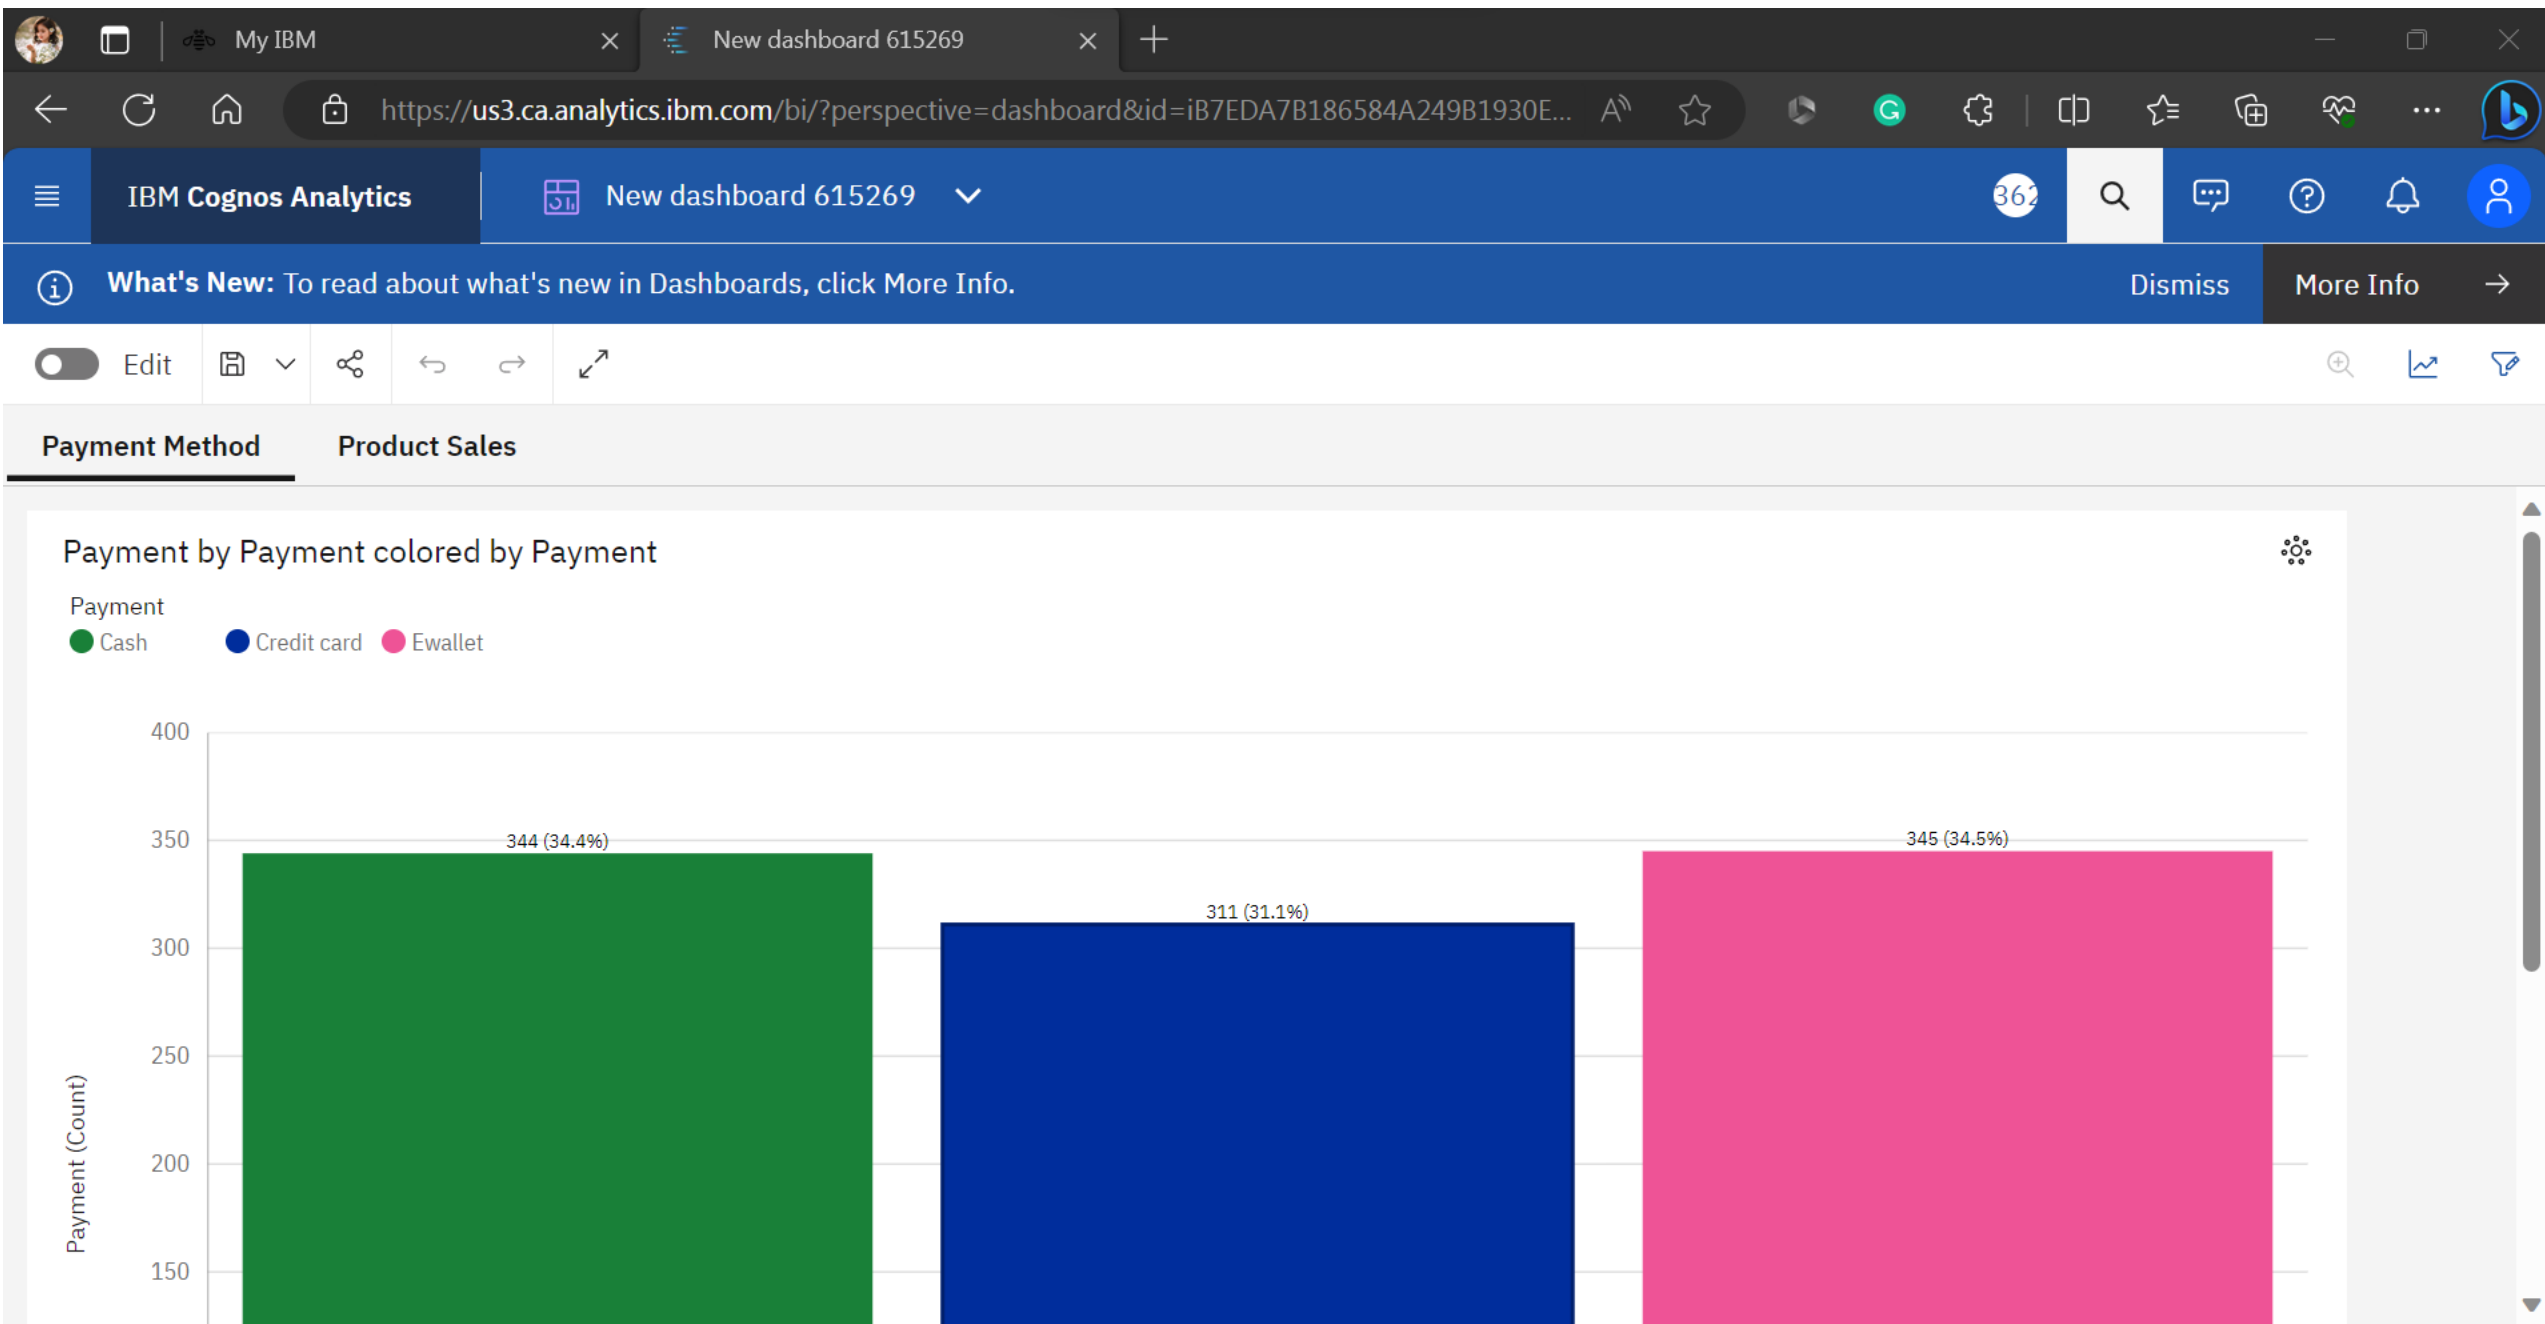 My IBM
New dashboard 615269
https://us3.ca.analytics.ibm.com/bi/?perspective=dashboard&id=iB7EDA7B186584A249B1930E...
IBM Cognos Analytics
New dashboard 615269
362
What's New: To read about what's new in Dashboards, click More Info.
Dismiss
More Info
Edit
Payment Method
Product Sales
Payment by Payment colored by Payment
Payment
Cash
Credit card
Ewallet
Payment (Count)
400
350
300
250
200
150
344 (34.4%)
311 (31.1%)
345 (34.5%)